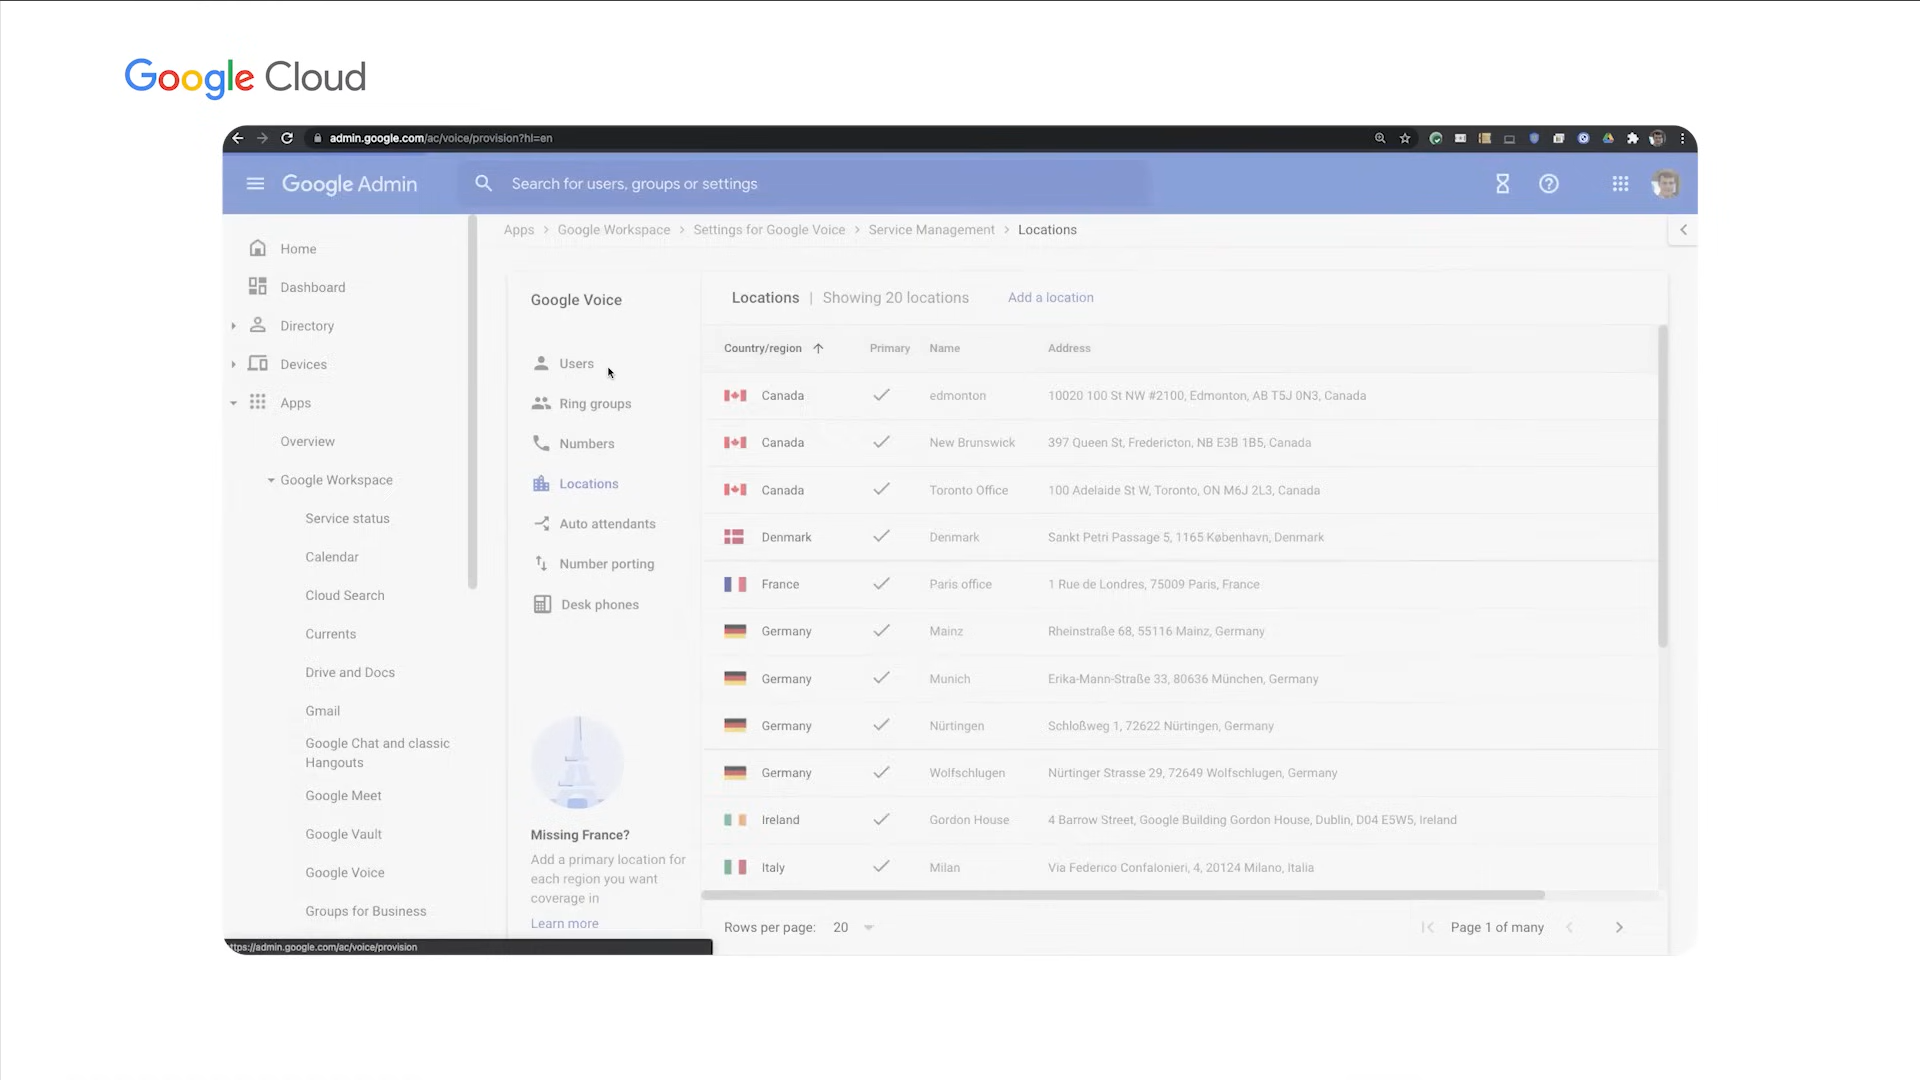 Google Cloud
admin.google.com/ac/voice/provision?hl=en
Google Admin
Search for users, groups or settings
Apps > Google Workspace > Settings for Google Voice > Service Management > Locations
Home
Dashboard
Directory
Devices
Apps
Overview
Google Workspace
Service status
Calendar
Cloud Search
Currents
Drive and Docs
Gmail
Google Chat and classic
Hangouts
Google Meet
Google Vault
Google Voice
Groups for Business
Google Voice
Users
Ring groups
Numbers
Locations
Auto attendants
Number porting
Desk phones
Missing France?
Add a primary location for
each region you want
coverage in
Learn more
Locations | Showing 20 locations Add a location
Country/region Primary Name Address
Canada edmonton 10020 100 St NW #2100, Edmonton, AB T5J 0N3, Canada
Canada New Brunswick 397 Queen St, Fredericton, NB E3B 1B5, Canada
Canada Toronto Office 100 Adelaide St W, Toronto, ON M6J 2L3, Canada
Denmark Denmark Sankt Petri Passage 5, 1165 København, Denmark
France Paris office 1 Rue de Londres, 75009 Paris, France
Germany Mainz Rheinstraße 68, 55116 Mainz, Germany
Germany Munich Erika-Mann-Straße 33, 80636 München, Germany
Germany Nürtingen Schloßweg 1, 72622 Nürtingen, Germany
Germany Wolfschlugen Nürtinger Strasse 29, 72649 Wolfschlugen, Germany
Ireland Gordon House 4 Barrow Street, Google Building Gordon House, Dublin, D04 E5W5, Ireland
Italy Milan Via Federico Confalonieri, 4, 20124 Milano, Italia
Rows per page: 20 Page 1 of many
ttps://admin.google.com/ac/voice/provision